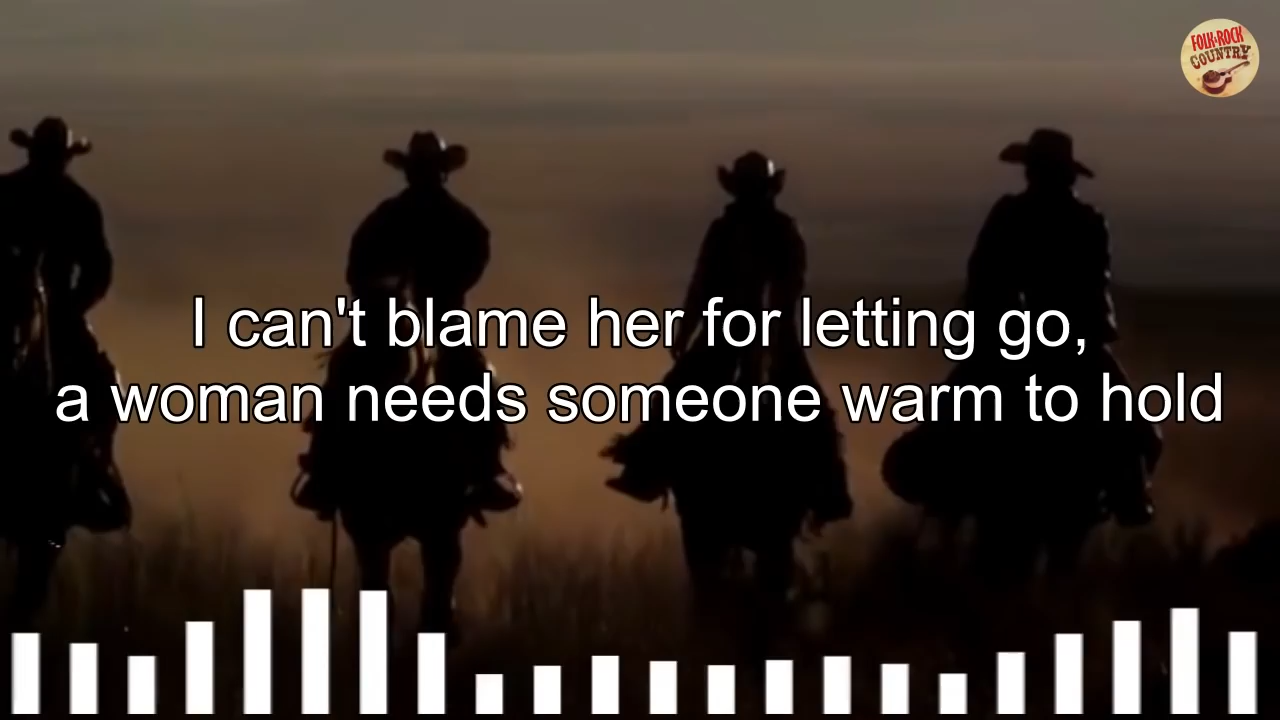 FOLK-ROCK
COUNTRY
I can't blame her for letting go,
a woman needs someone warm to hold